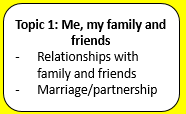 Topic 1: Me, my family and
friends
- Relationships with
family and friends
- Marriage/partnership